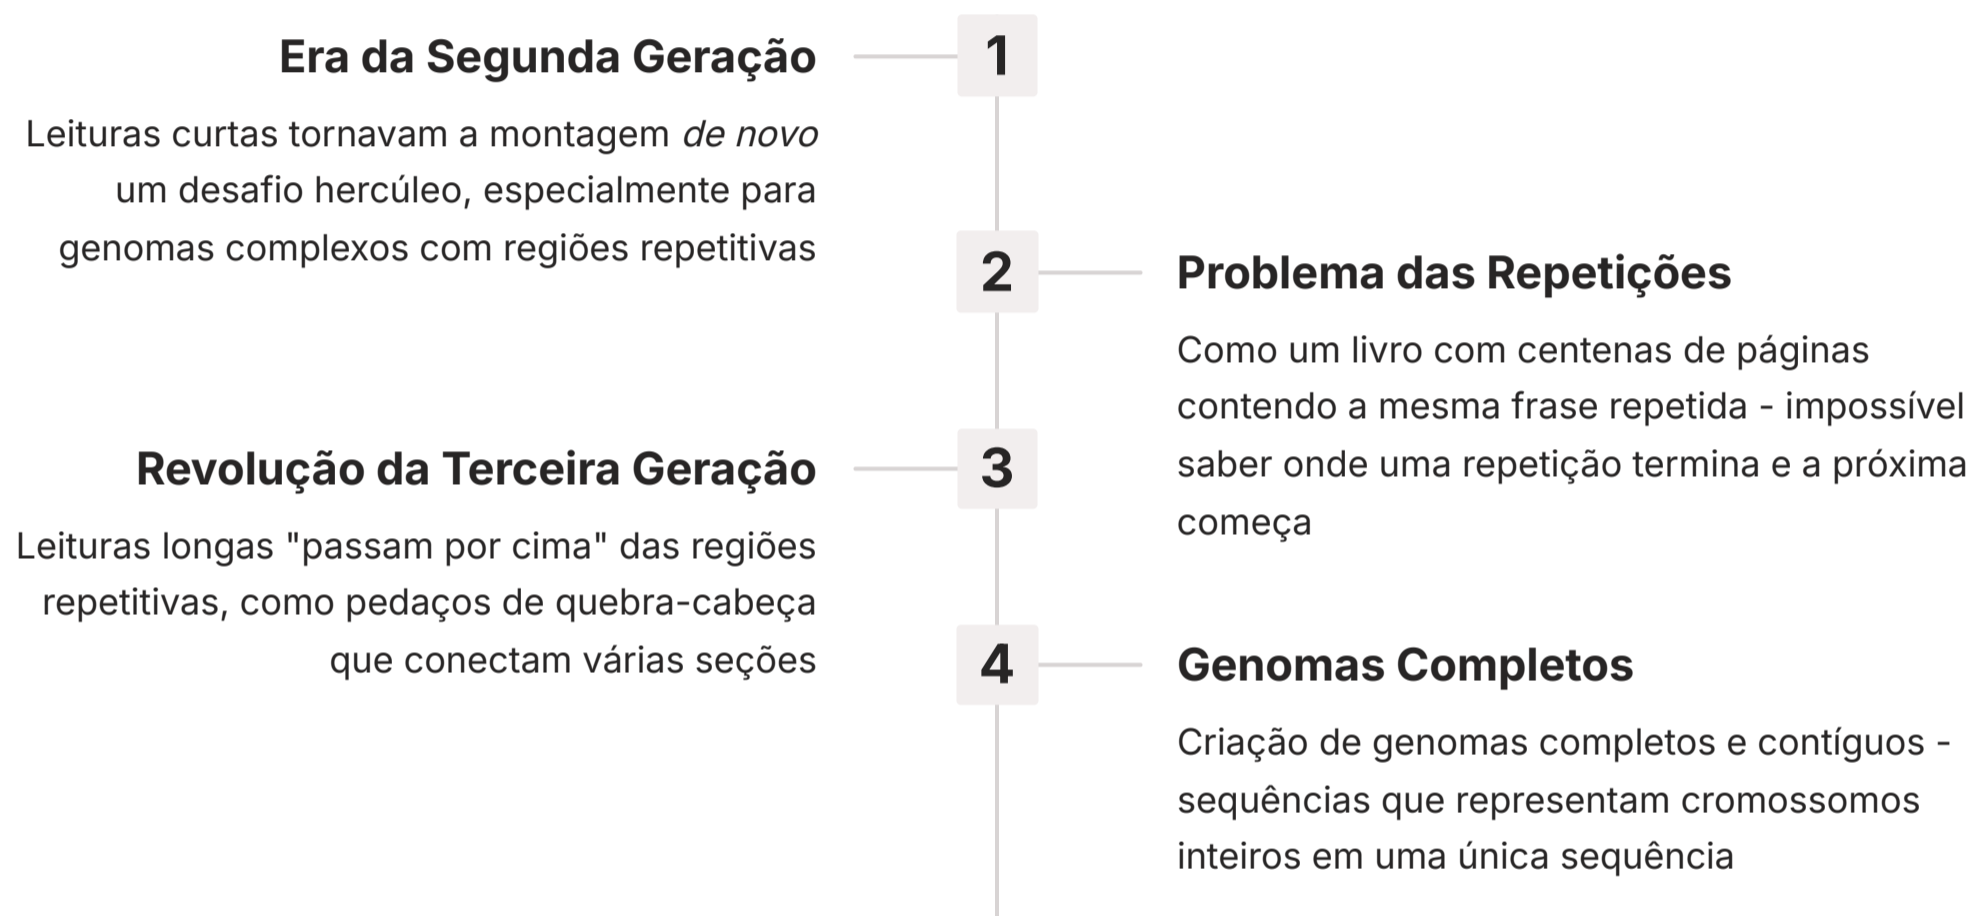 1
Era da Segunda Geração
Leituras curtas tornavam a montagem de novo
um desafio hercúleo, especialmente para
genomas complexos com regiões repetitivas
2
Problema das Repetições
Como um livro com centenas de páginas
contendo a mesma frase repetida - impossível
saber onde uma repetição termina e a próxima
começa
3
Revolução da Terceira Geração
Leituras longas "passam por cima" das regiões
repetitivas, como pedaços de quebra-cabeça
que conectam várias seções
4
Genomas Completos
Criação de genomas completos e contíguos -
sequências que representam cromossomos
inteiros em uma única sequência